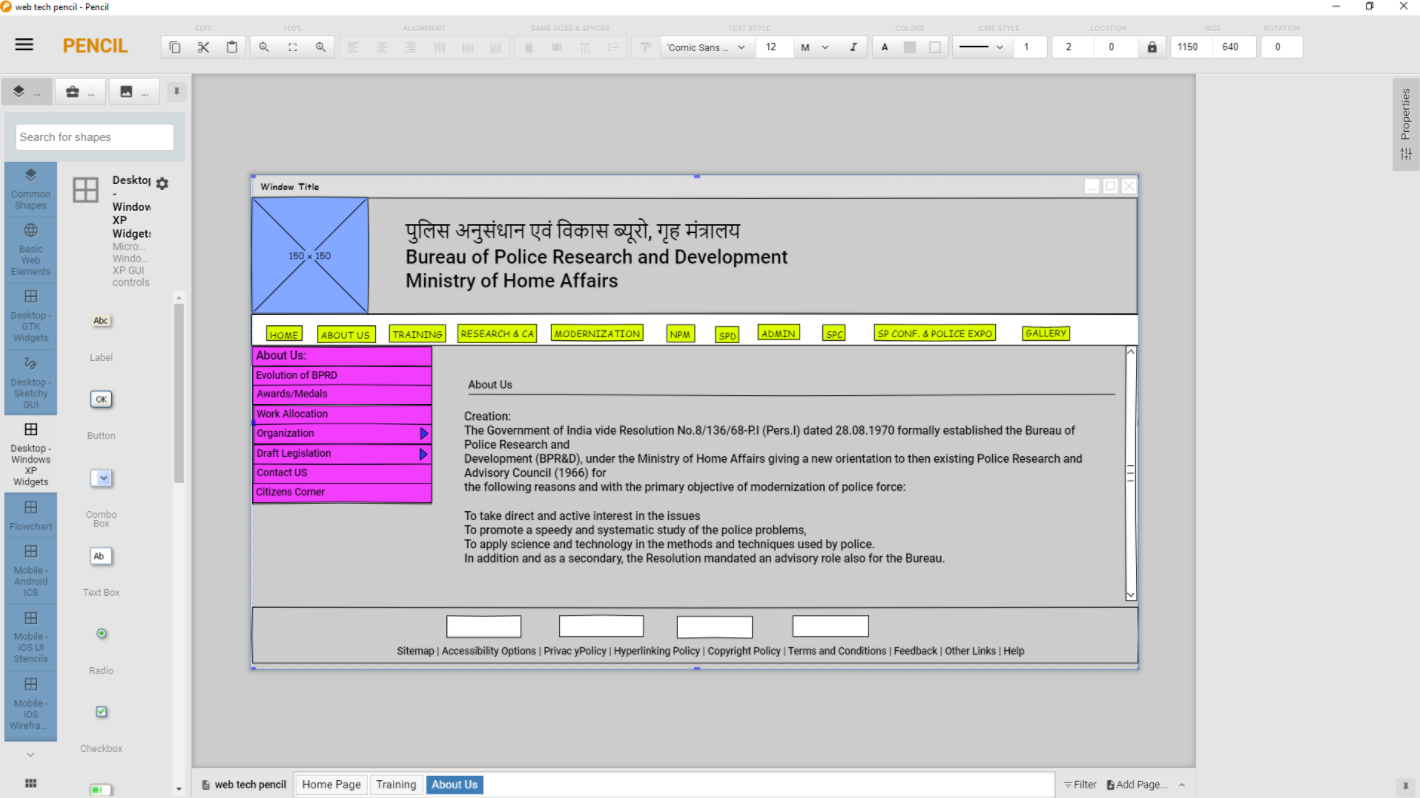 web tech pencil - Pencil
EDIT
100%
ALIGNMENT
SAME SIZES & SPACES
TEXT STYLE
COLORS
LINE STYLE
LOCATION
SIZE
ROTATION
PENCIL
'Comic Sans ...
12
M
I
A
1
2
0
1150
640
0
...
...
...
Properties
Search for shapes
Common Shapes
Basic Web Elements
Desktop - GTK Widgets
Desktop - Sketchy GUI
Desktop - Windows XP Widgets
Flowchart
Mobile - Android ICS
Mobile - iOS UI Stencils
Mobile - iOS Wirefra...
Desktop
-
Window
XP
Widgets
Micro...
Windo...
XP GUI
controls
Abc
Label
OK
Button
Combo
Box
Ab
Text Box
Radio
Checkbox
Window Title
150 × 150
पुलिस अनुसंधान एवं विकास ब्यूरो, गृह मंत्रालय
Bureau of Police Research and Development
Ministry of Home Affairs
HOME
ABOUT US
TRAINING
RESEARCH & CA
MODERNIZATION
NPM
SPD
ADMIN
SPC
SP CONF. & POLICE EXPO
GALLERY
About Us:
Evolution of BPRD
Awards/Medals
Work Allocation
Organization
Draft Legislation
Contact US
Citizens Corner
About Us
Creation:
The Government of India vide Resolution No.8/136/68-P.I (Pers.I) dated 28.08.1970 formally established the Bureau of
Police Research and
Development (BPR&D), under the Ministry of Home Affairs giving a new orientation to then existing Police Research and
Advisory Council (1966) for
the following reasons and with the primary objective of modernization of police force:
To take direct and active interest in the issues
To promote a speedy and systematic study of the police problems,
To apply science and technology in the methods and techniques used by police.
In addition and as a secondary, the Resolution mandated an advisory role also for the Bureau.
Sitemap | Accessibility Options | Privac yPolicy | Hyperlinking Policy | Copyright Policy | Terms and Conditions | Feedback | Other Links | Help
web tech pencil
Home Page
Training
About Us
Filter
Add Page...